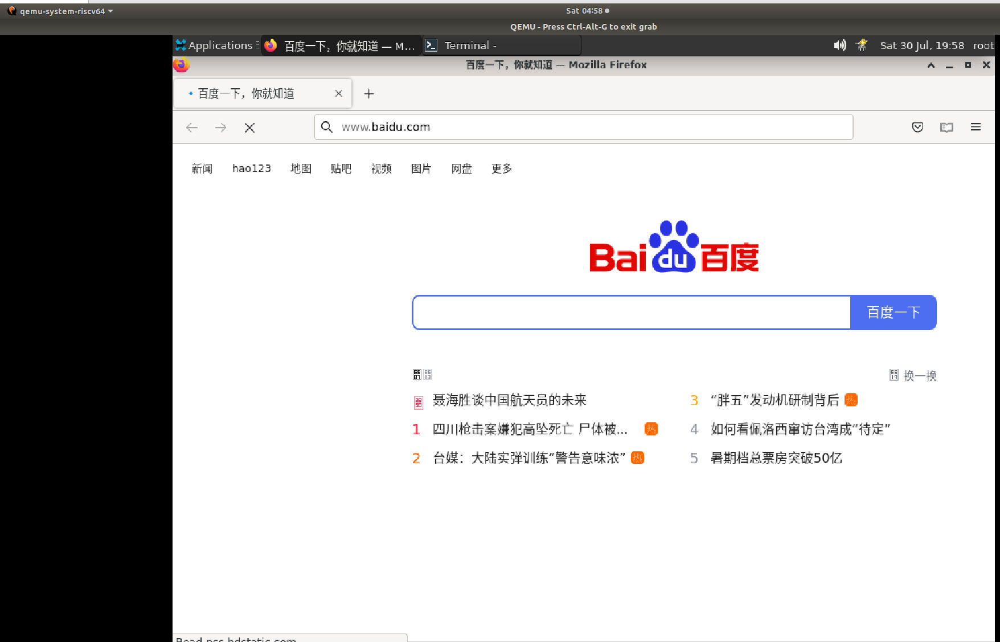 qemu-system-riscv64
Sat 04:58
QEMU - Press Ctrl-Alt-G to exit grab
Applications
百度一下，你就知道 — M...
Terminal -
Sat 30 Jul, 19:58
root
百度一下，你就知道 — Mozilla Firefox
百度一下，你就知道
www.baidu.com
新闻 hao123 地图 贴吧 视频 图片 网盘 更多
Bai du 百度
百度一下
换一换
聂海胜谈中国航天员的未来
3 “胖五”发动机研制背后 热
1 四川枪击案嫌犯高坠死亡 尸体被... 热
4 如何看佩洛西窜访台湾成“待定”
2 台媒：大陆实弹训练“警告意味浓” 热
5 暑期档总票房突破50亿
Read pss.bdstatic.com